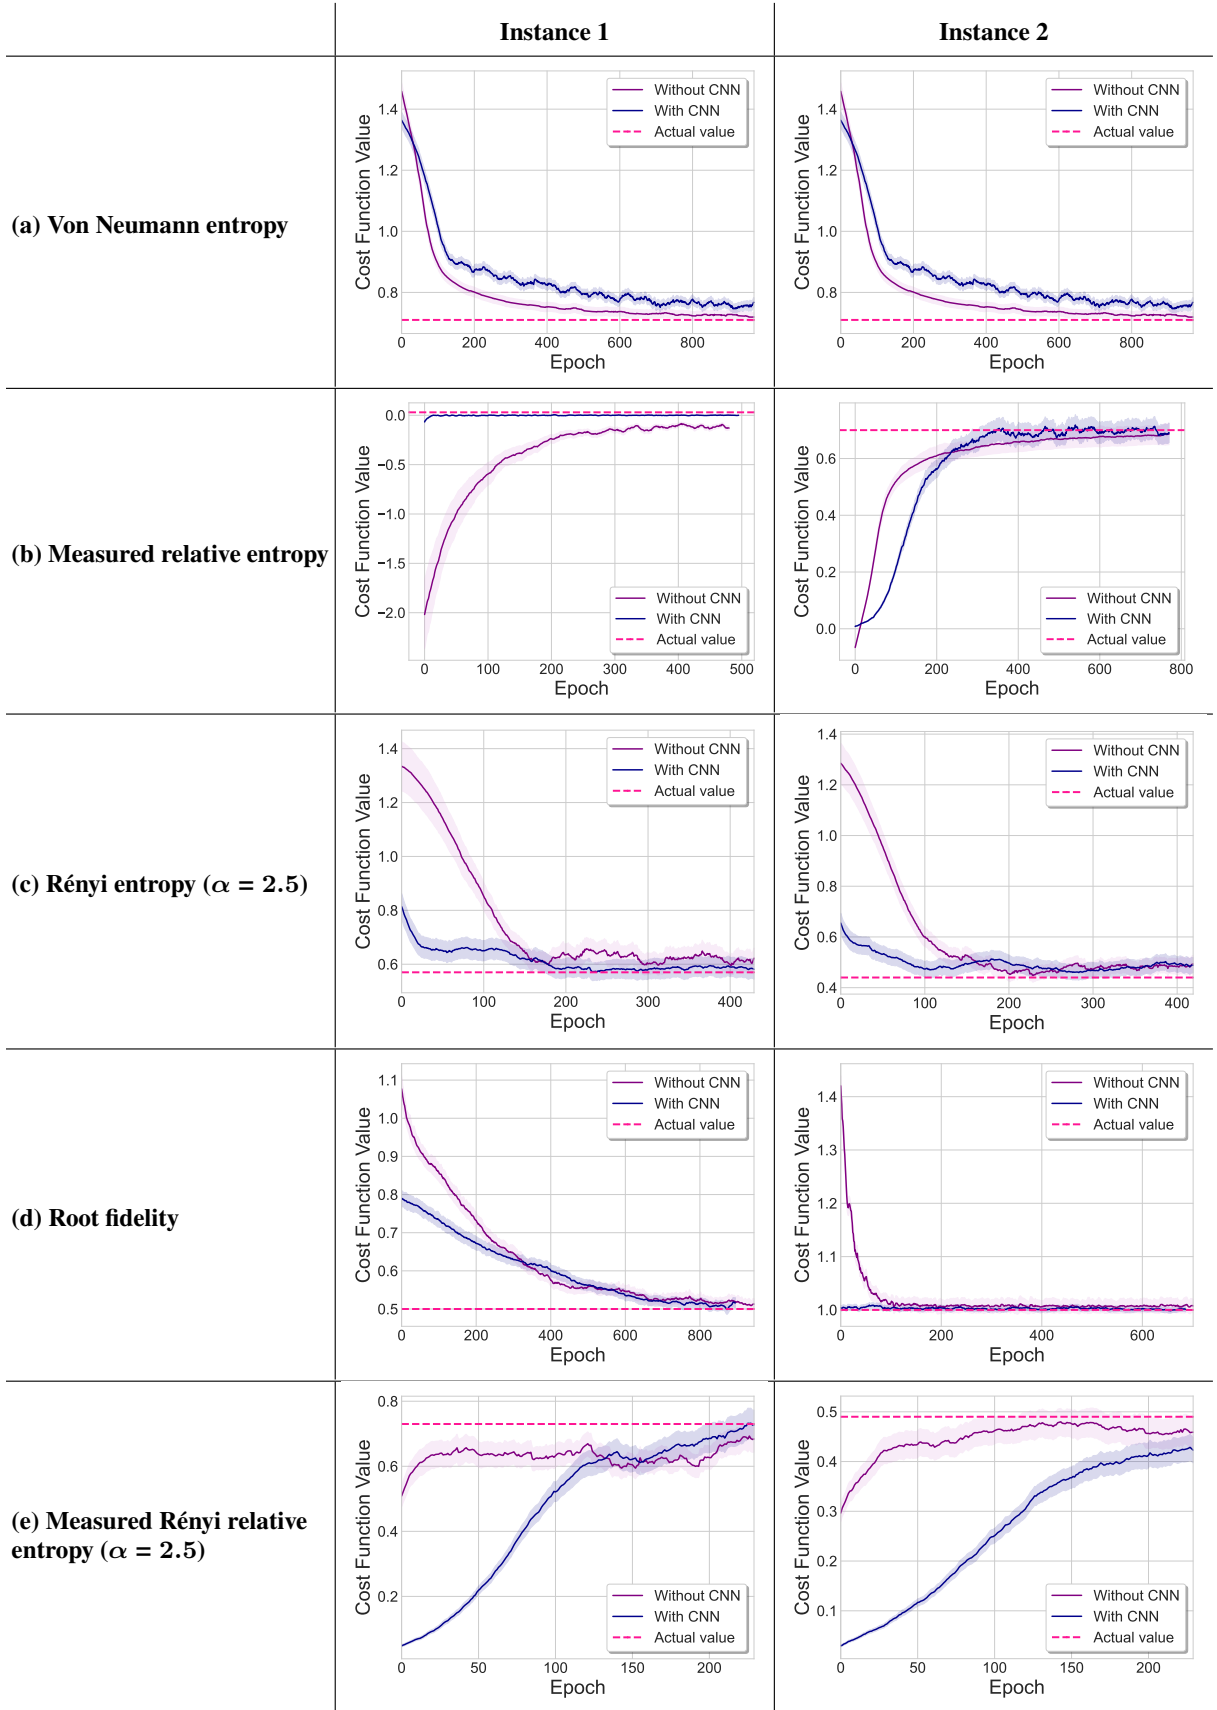 Instance 1
Instance 2
(a) Von Neumann entropy
Cost Function Value
1.4
1.2
1.0
0.8
0 200 400 600 800
Epoch
Without CNN
With CNN
Actual value
Cost Function Value
1.4
1.2
1.0
0.8
0 200 400 600 800
Epoch
Without CNN
With CNN
Actual value
(b) Measured relative entropy
Cost Function Value
0.0
−0.5
−1.0
−1.5
−2.0
0 100 200 300 400 500
Epoch
Without CNN
With CNN
Actual value
Cost Function Value
0.6
0.4
0.2
0.0
0 200 400 600 800
Epoch
Without CNN
With CNN
Actual value
(c) Rényi entropy (α = 2.5)
Cost Function Value
1.4
1.2
1.0
0.8
0.6
0 100 200 300 400
Epoch
Without CNN
With CNN
Actual value
Cost Function Value
1.4
1.2
1.0
0.8
0.6
0.4
0 100 200 300 400
Epoch
Without CNN
With CNN
Actual value
(d) Root fidelity
Cost Function Value
1.1
1.0
0.9
0.8
0.7
0.6
0.5
0 200 400 600 800
Epoch
Without CNN
With CNN
Actual value
Cost Function Value
1.4
1.3
1.2
1.1
1.0
0 200 400 600
Epoch
Without CNN
With CNN
Actual value
(e) Measured Rényi relative
entropy (α = 2.5)
Cost Function Value
0.8
0.6
0.4
0.2
0 50 100 150 200
Epoch
Without CNN
With CNN
Actual value
Cost Function Value
0.5
0.4
0.3
0.2
0.1
0 50 100 150 200
Epoch
Without CNN
With CNN
Actual value